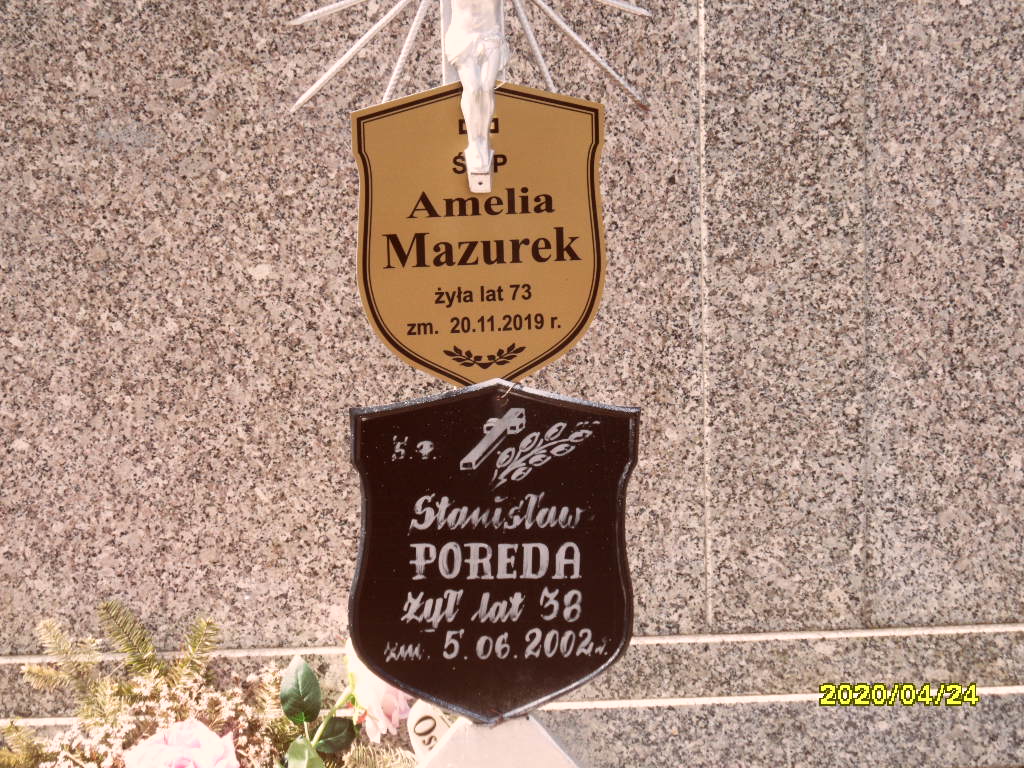 Amelia
Mazurek
żyła lat 73
zm. 20.11.2019 r.
Ś. P.
Stanisław
POREDA
żył lat 38
zm. 5.06.2002 r.
2020/04/24